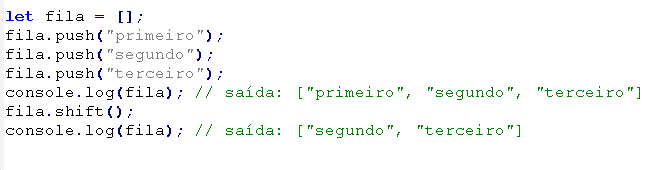 let fila = [];
fila.push("primeiro");
fila.push("segundo");
fila.push("terceiro");
console.log(fila); // saída: ["primeiro", "segundo", "terceiro"]
fila.shift();
console.log(fila); // saída: ["segundo", "terceiro"]